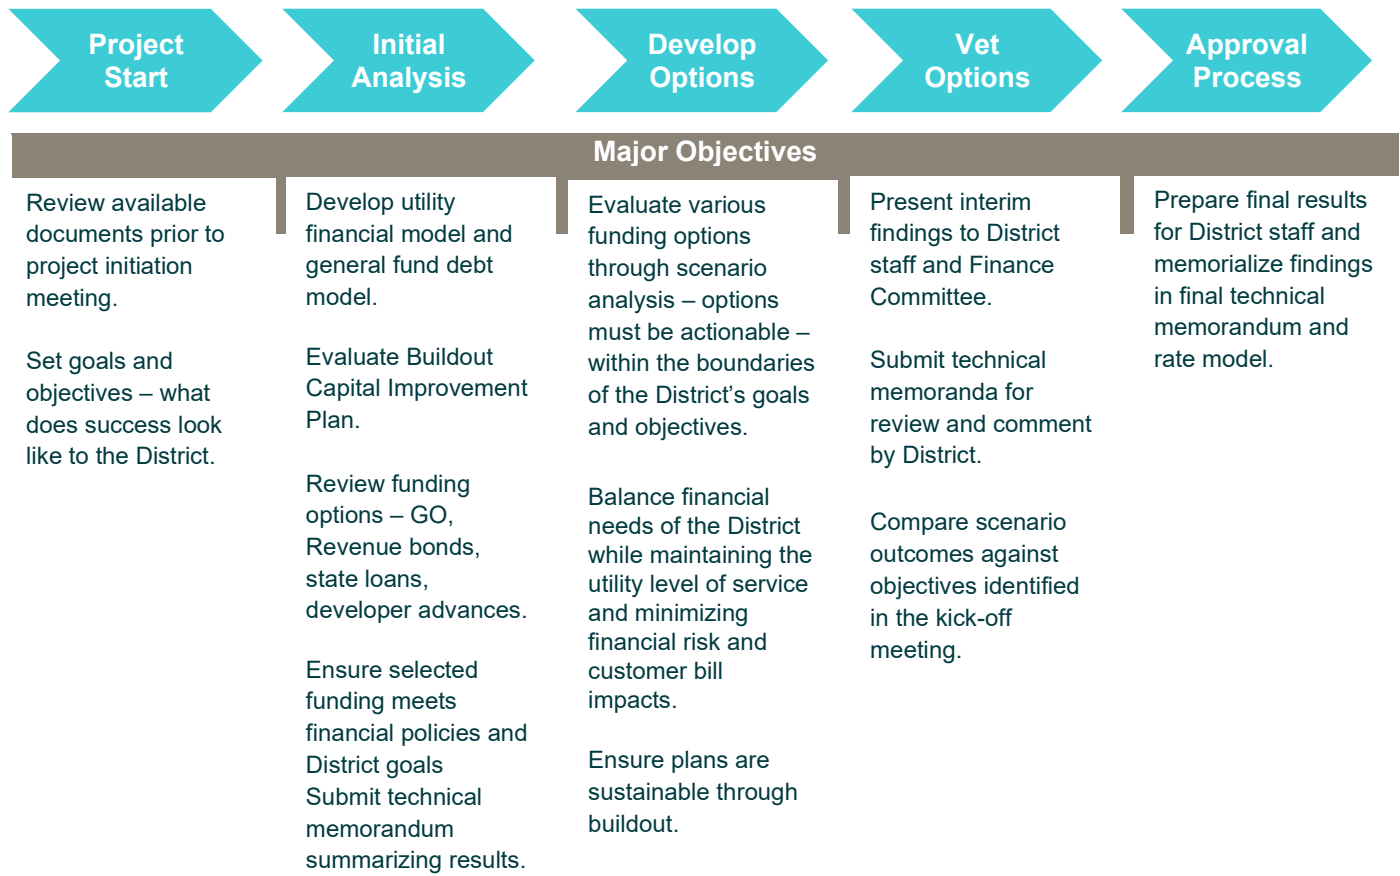 Project
Start
Initial
Analysis
Develop
Options
Vet
Options
Approval
Process
Major Objectives
Review available
documents prior to
project initiation
meeting.
Set goals and
objectives – what
does success look
like to the District.
Develop utility
financial model and
general fund debt
model.
Evaluate Buildout
Capital Improvement
Plan.
Review funding
options – GO,
Revenue bonds,
state loans,
developer advances.
Ensure selected
funding meets
financial policies and
District goals
Submit technical
memorandum
summarizing results.
Evaluate various
funding options
through scenario
analysis – options
must be actionable –
within the boundaries
of the District’s goals
and objectives.
Balance financial
needs of the District
while maintaining the
utility level of service
and minimizing
financial risk and
customer bill
impacts.
Ensure plans are
sustainable through
buildout.
Present interim
findings to District
staff and Finance
Committee.
Submit technical
memoranda for
review and comment
by District.
Compare scenario
outcomes against
objectives identified
in the kick-off
meeting.
Prepare final results
for District staff and
memorialize findings
in final technical
memorandum and
rate model.